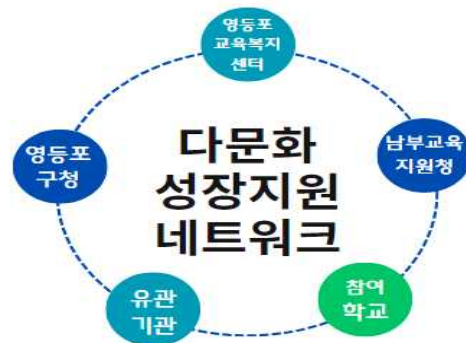 영등포
교육복지
센터
영등포
구청
다문화
성장지원
네트워크
남부교육
지원청
유관
기관
참여
학교